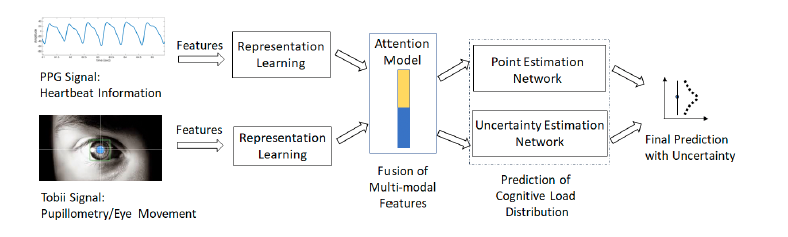 PPG Signal:
Heartbeat Information
Features
Representation
Learning
Tobii Signal:
Pupillometry/Eye Movement
Features
Representation
Learning
Attention
Model
Fusion of
Multi-modal
Features
Point Estimation
Network
Uncertainty Estimation
Network
Prediction of
Cognitive Load
Distribution
Final Prediction
with Uncertainty